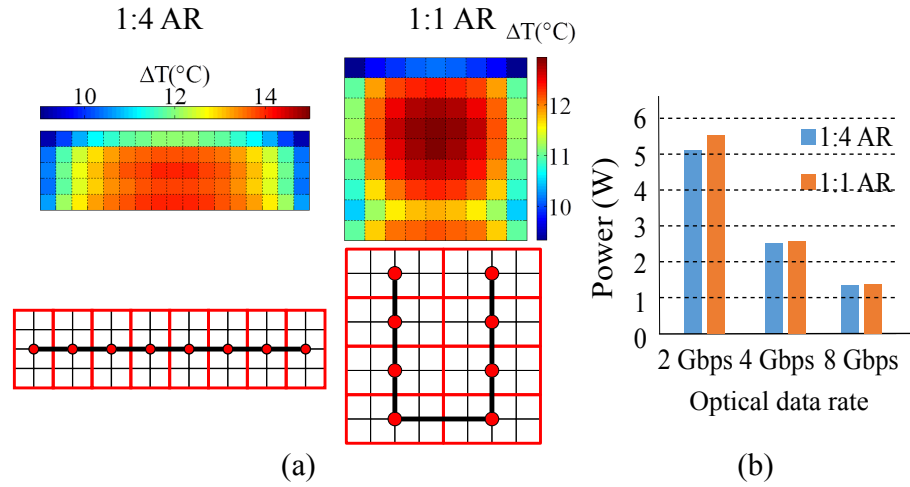 (a)
1:4 AR
1:1 AR
ΔT(°C)
10
12
14
ΔT(°C)
12
11
10
6
5
4
3
2
1
0
Power (W)
1:4 AR
1:1 AR
2 Gbps 4 Gbps 8 Gbps
Optical data rate
(a)
(b)